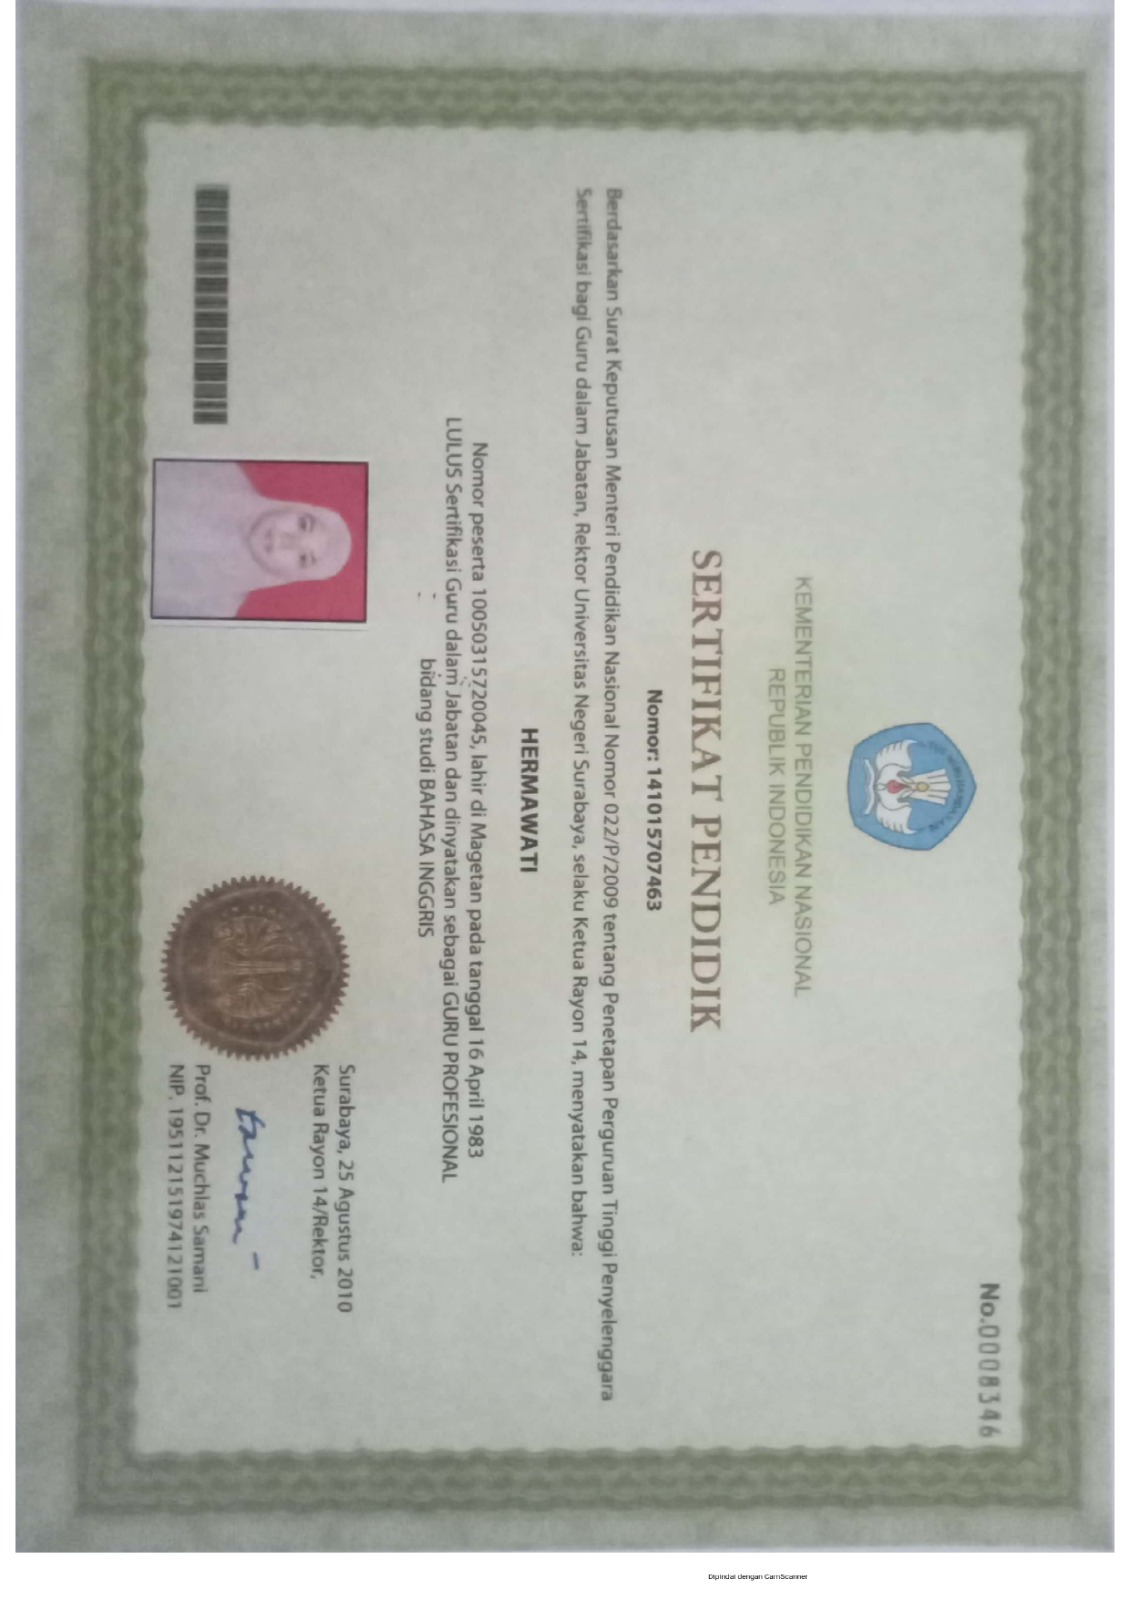 No.0008346
KEMENTERIAN PENDIDIKAN NASIONAL
REPUBLIK INDONESIA
SERTIFIKAT PENDIDIK
Nomor: 14101570​7463
Berdasarkan Surat Keputusan Menteri Pendidikan Nasional Nomor 022/P/2009 tentang Penetapan Perguruan Tinggi Penyelenggara
Sertifikasi bagi Guru dalam Jabatan, Rektor Universitas Negeri Surabaya, selaku Ketua Rayon 14, menyatakan bahwa:
HERMAWATI
Nomor peserta 10050315720045, lahir di Magetan pada tanggal 16 April 1983
LULUS Sertifikasi Guru dalam Jabatan dan dinyatakan sebagai GURU PROFESIONAL
bidang studi BAHASA INGGRIS
Surabaya, 25 Agustus 2010
Ketua Rayon 14/Rektor,
Prof. Dr. Muchlas Samani
NIP. 195112151974121001
Dipindai dengan CamScanner